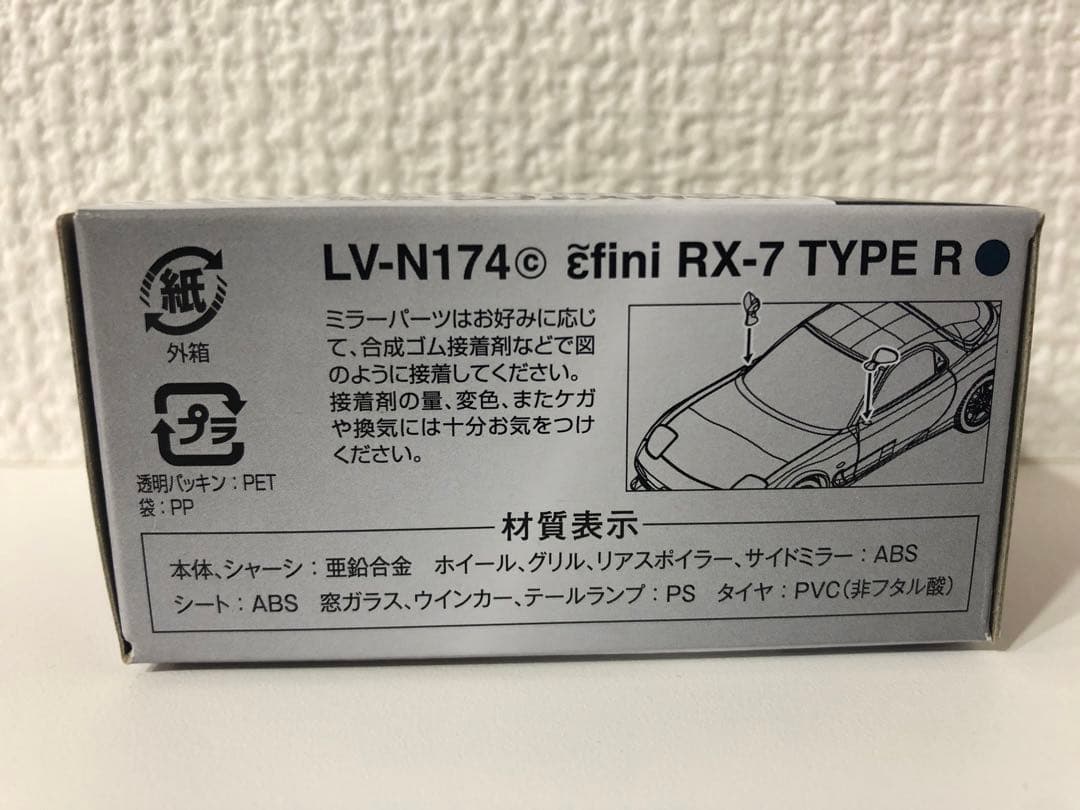 LV-N174© ε̃fini RX-7 TYPE R
紙
外箱
プラ
透明パッキン：PET
袋：PP
ミラーパーツはお好みに応じ
て、合成ゴム接着剤などで図
のように接着してください。
接着剤の量、変色、またケガ
や換気には十分お気をつけ
ください。
材質表示
本体、シャーシ：亜鉛合金　ホイール、グリル、リアスポイラー、サイドミラー：ABS
シート：ABS　窓ガラス、ウインカー、テールランプ：PS　タイヤ：PVC（非フタル酸）